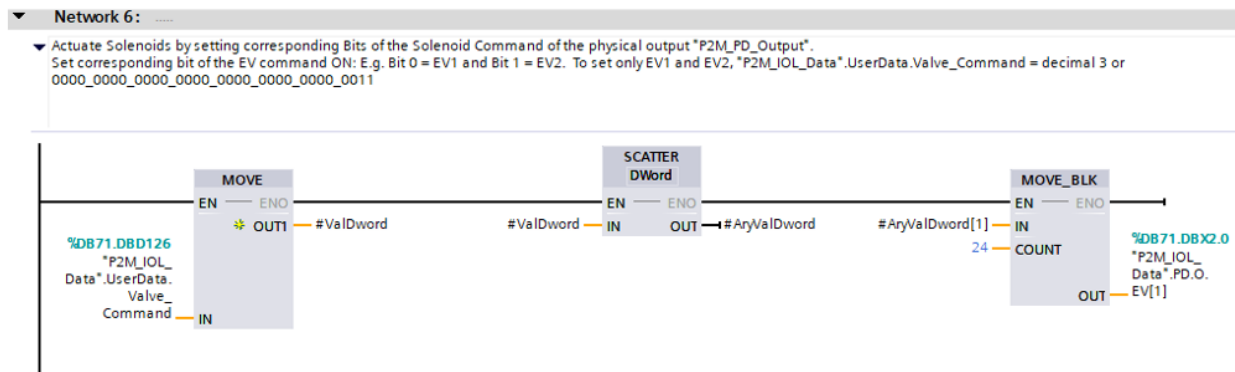 Network 6: .....
Actuate Solenoids by setting corresponding Bits of the Solenoid Command of the physical output "P2M_PD_Output".
Set corresponding bit of the EV command ON: E.g. Bit 0 = EV1 and Bit 1 = EV2. To set only EV1 and EV2, "P2M_IOL_Data".UserData.Valve_Command = decimal 3 or
0000_0000_0000_0000_0000_0000_0000_0011
MOVE
EN ENO
OUT1 #ValDword
%DB71.DBD126
"P2M_IOL_
Data".UserData.
Valve_
Command IN
SCATTER
DWord
EN ENO
#ValDword IN OUT #AryValDword
MOVE_BLK
EN ENO
#AryValDword[1] IN
24 COUNT
OUT
%DB71.DBX2.0
"P2M_IOL_
Data".PD.O.
EV[1]